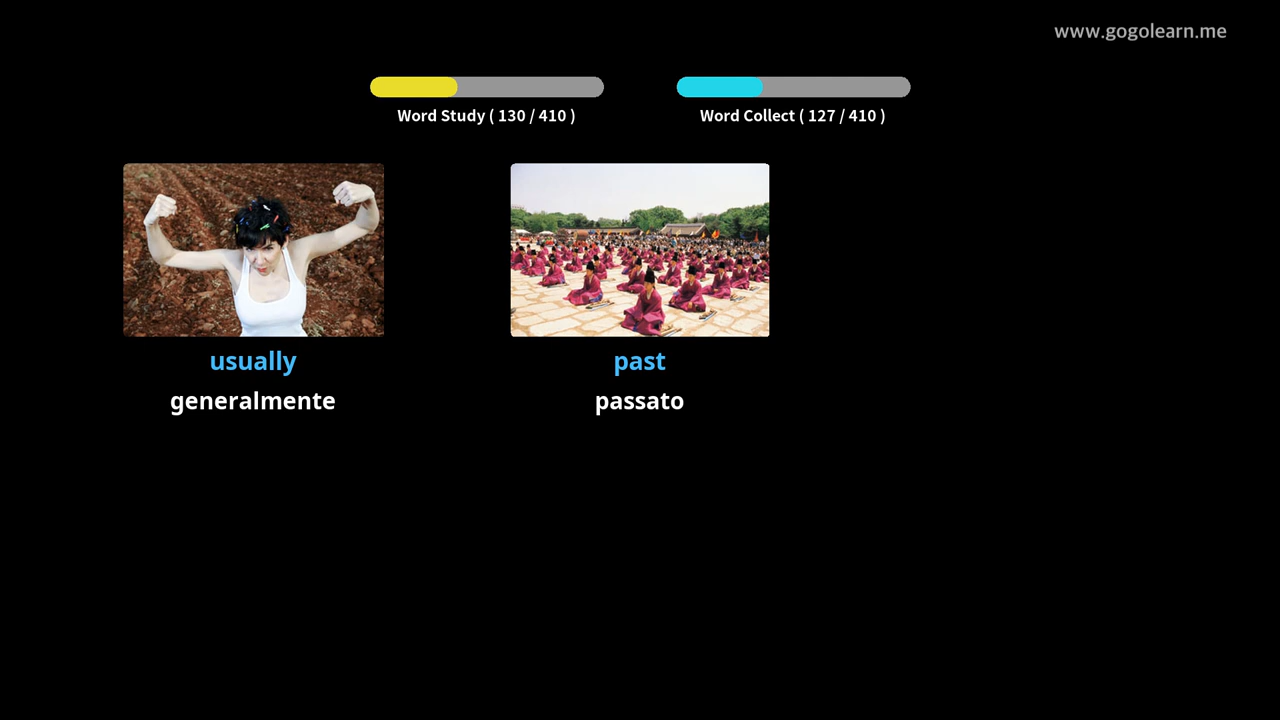 www.gogolearn.me
Word Study ( 130 / 410 )
Word Collect ( 127 / 410 )
usually
generalmente
past
passato